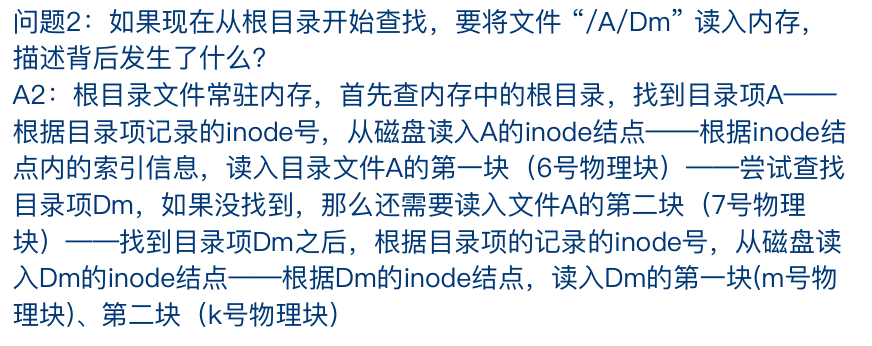 问题2：如果现在从根目录开始查找，要将文件 “/A/Dm” 读入内存，
描述背后发生了什么？
A2：根目录文件常驻内存，首先查内存中的根目录，找到目录项A——
根据目录项记录的inode号，从磁盘读入A的inode结点——根据inode结
点内的索引信息，读入目录文件A的第一块（6号物理块）——尝试查找
目录项Dm，如果没找到，那么还需要读入文件A的第二块（7号物理
块）——找到目录项Dm之后，根据目录项的记录的inode号，从磁盘读
入Dm的inode结点——根据Dm的inode结点，读入Dm的第一块(m号物
理块)、第二块（k号物理块）